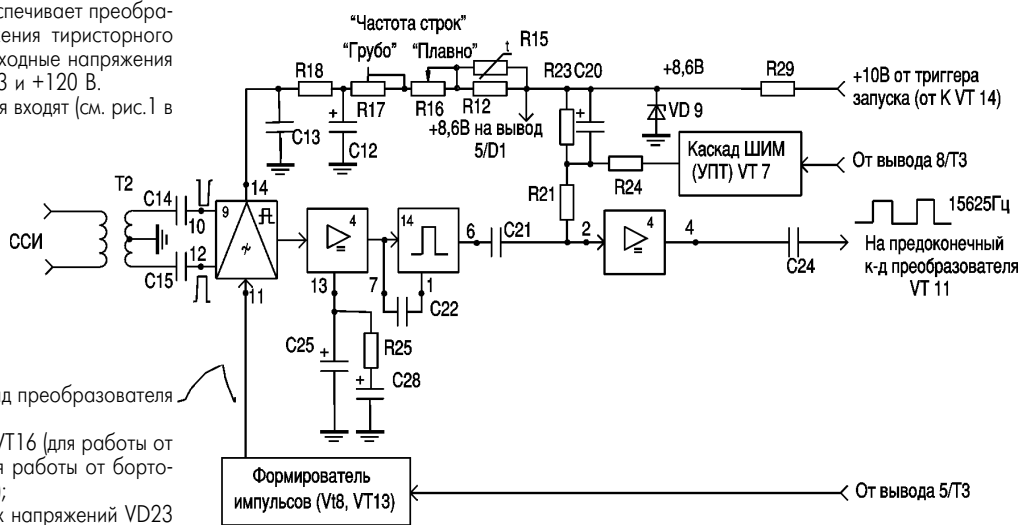 спечивает преобра-
жения тиристорного
ходные напряжения
3 и +120 В.
я входят (см. рис.1 в
"Частота строк"
"Грубо" "Плавно"
R15
t
R18
R17
R16
R12
R23 C20
+8,6В
R29
+10В от триггера
запуска (от К VT 14)
+
C13
C12
+8,6В на вывод
5/D1
+
VD 9
Каскад ШИМ
(УПТ) VT 7
От вывода 8/Т3
R24
R21
T2
C14
14
9
10
ССИ
12
C15
11
4
13
14
7
6
1
C21
C22
2
4
4
C24
15625Гц
На предоконечный
к-д преобразователя
VT 11
C25
+
R25
+
C28
д преобразователя
VT16 (для работы от
я работы от борто-
);
х напряжений VD23
Формирователь
импульсов (Vt8, VT13)
От вывода 5/Т3